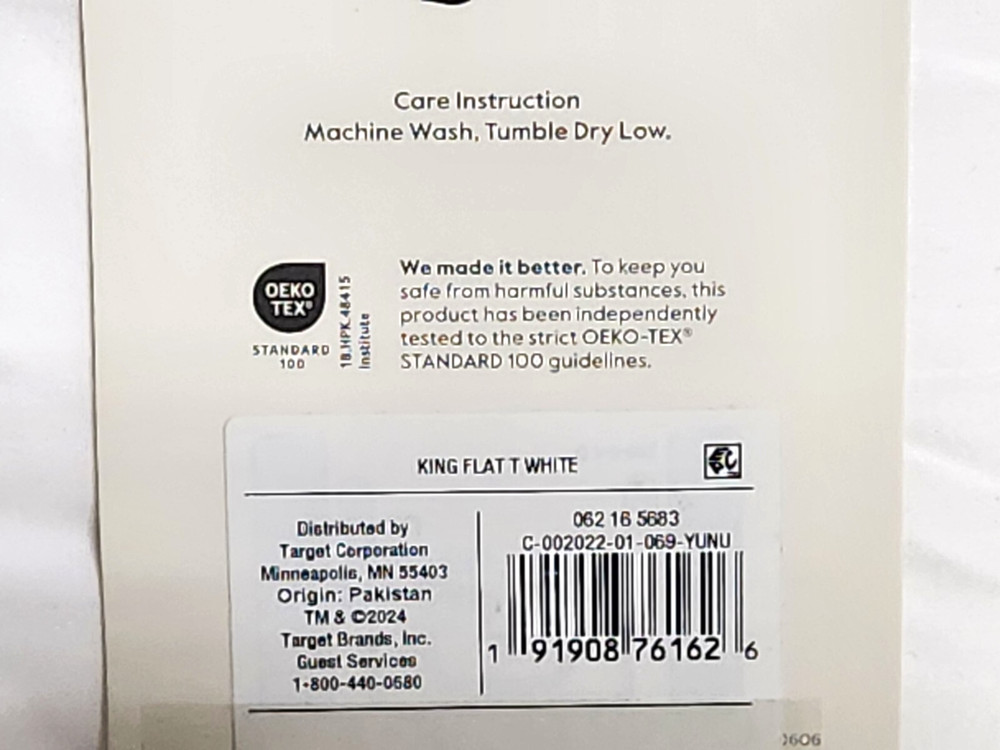 Care Instruction
Machine Wash, Tumble Dry Low.
OEKO
TEX®
STANDARD
100
18.HPK.48415
Institute
We made it better. To keep you
safe from harmful substances, this
product has been independently
tested to the strict OEKO-TEX®
STANDARD 100 guidelines.
KING FLAT T WHITE
Distributed by
Target Corporation
Minneapolis, MN 55403
Origin: Pakistan
TM & ©2024
Target Brands, Inc.
Guest Services
1-800-440-0680
062 16 5683
C-002022-01-069-YUNU
1 91908 76162 6